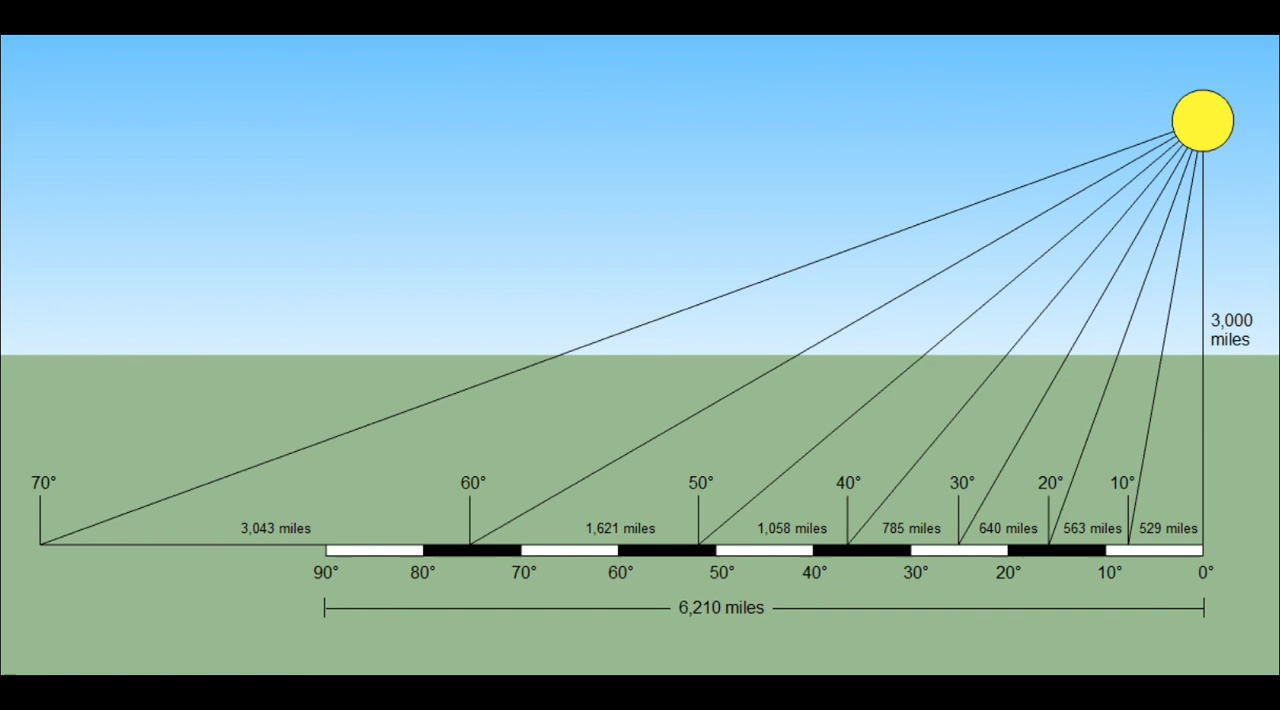 3,000
miles
70°
60°
50°
40°
30°
20°
10°
3,043 miles
1,621 miles
1,058 miles
785 miles
640 miles
563 miles
529 miles
90°
80°
70°
60°
50°
40°
30°
20°
10°
0°
6,210 miles